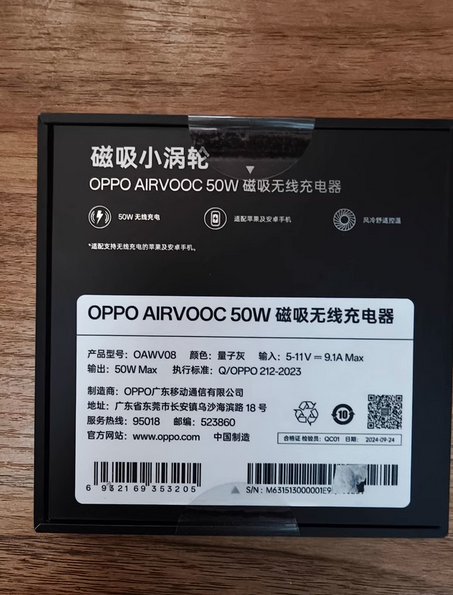 磁吸小涡轮
OPPO AIRVOOC 50W 磁吸无线充电器
50W 无线充电
适配苹果及安卓手机
风冷舒适控温
*适配支持无线充电的苹果及安卓手机。
OPPO AIRVOOC 50W 磁吸无线充电器
产品型号：OAWV08 颜色：量子灰 输入：5-11V⎓9.1A Max
输出：50W Max 执行标准：Q/OPPO 212-2023
制造商：OPPO广东移动通信有限公司
地址：广东省东莞市长安镇乌沙海滨路 18 号
服务热线：95018 邮编：523860
官方网站：www.oppo.com 中国制造
10
合格证 检验员：QC01 日期：2024-09-24
6 932169 353205
S/N：M631513000001E9